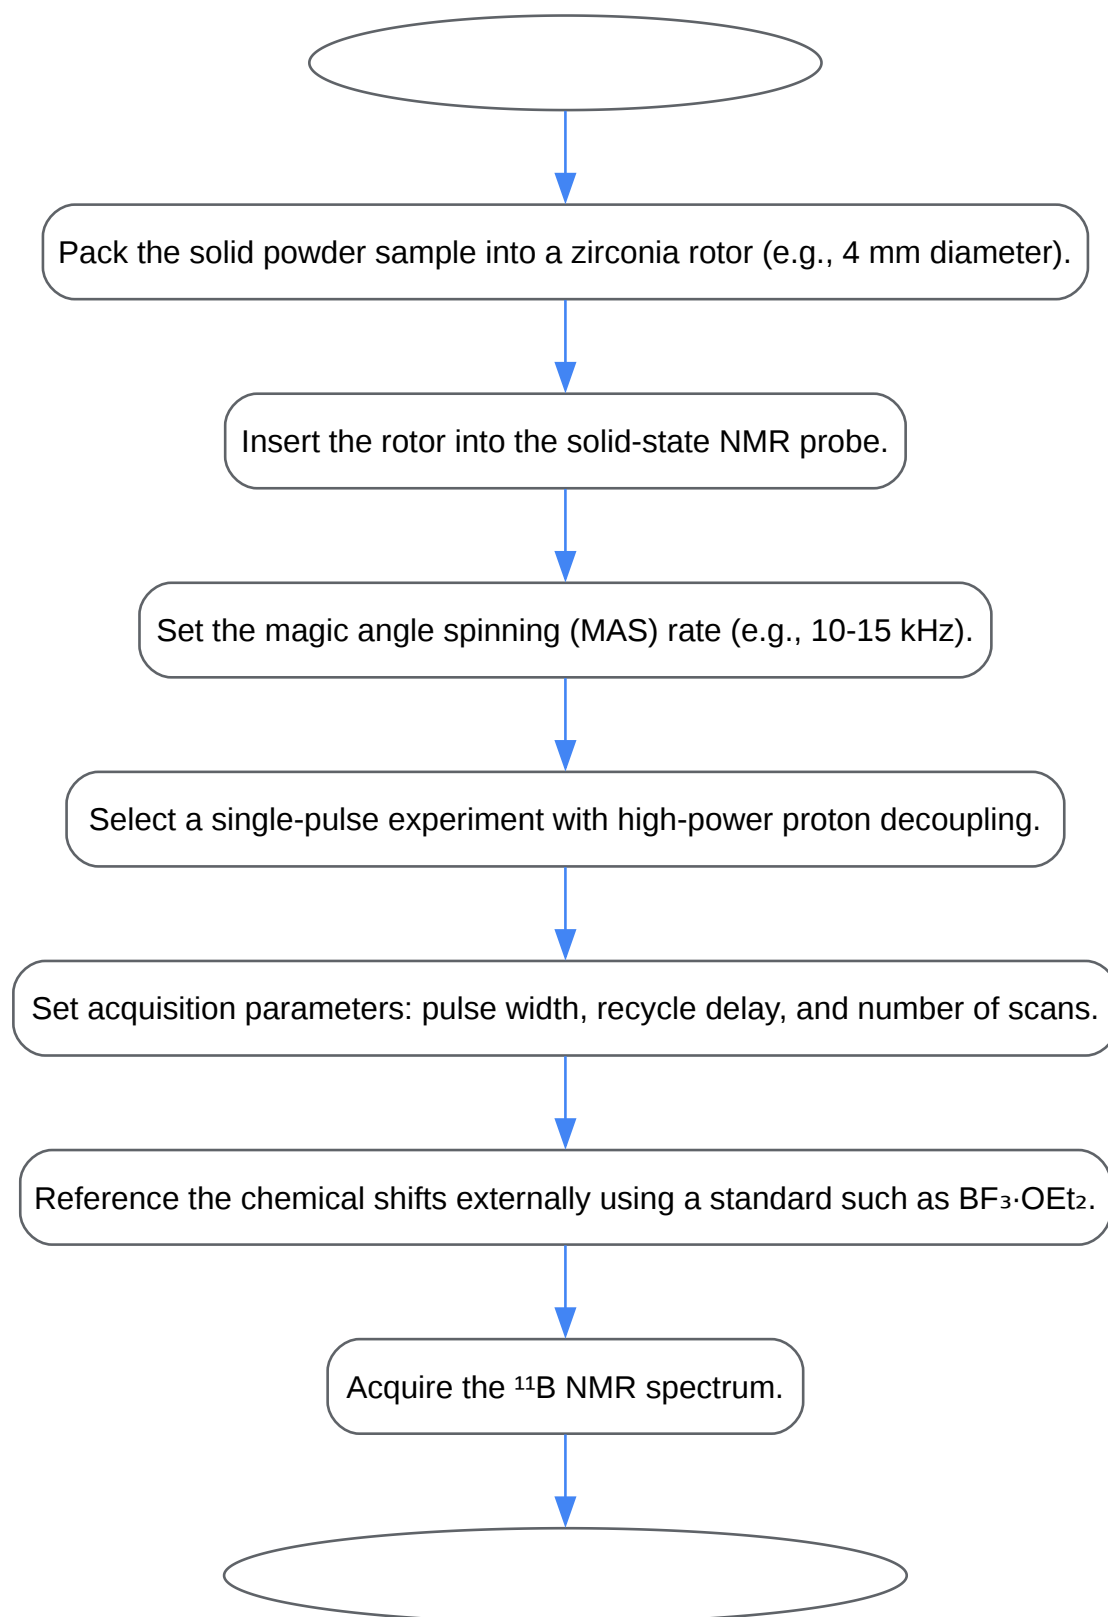 Pack the solid powder sample into a zirconia rotor (e.g., 4 mm diameter).
Insert the rotor into the solid-state NMR probe.
Set the magic angle spinning (MAS) rate (e.g., 10-15 kHz).
Select a single-pulse experiment with high-power proton decoupling.
Set acquisition parameters: pulse width, recycle delay, and number of scans.
Reference the chemical shifts externally using a standard such as BF₃·OEt₂.
Acquire the ¹¹B NMR spectrum.